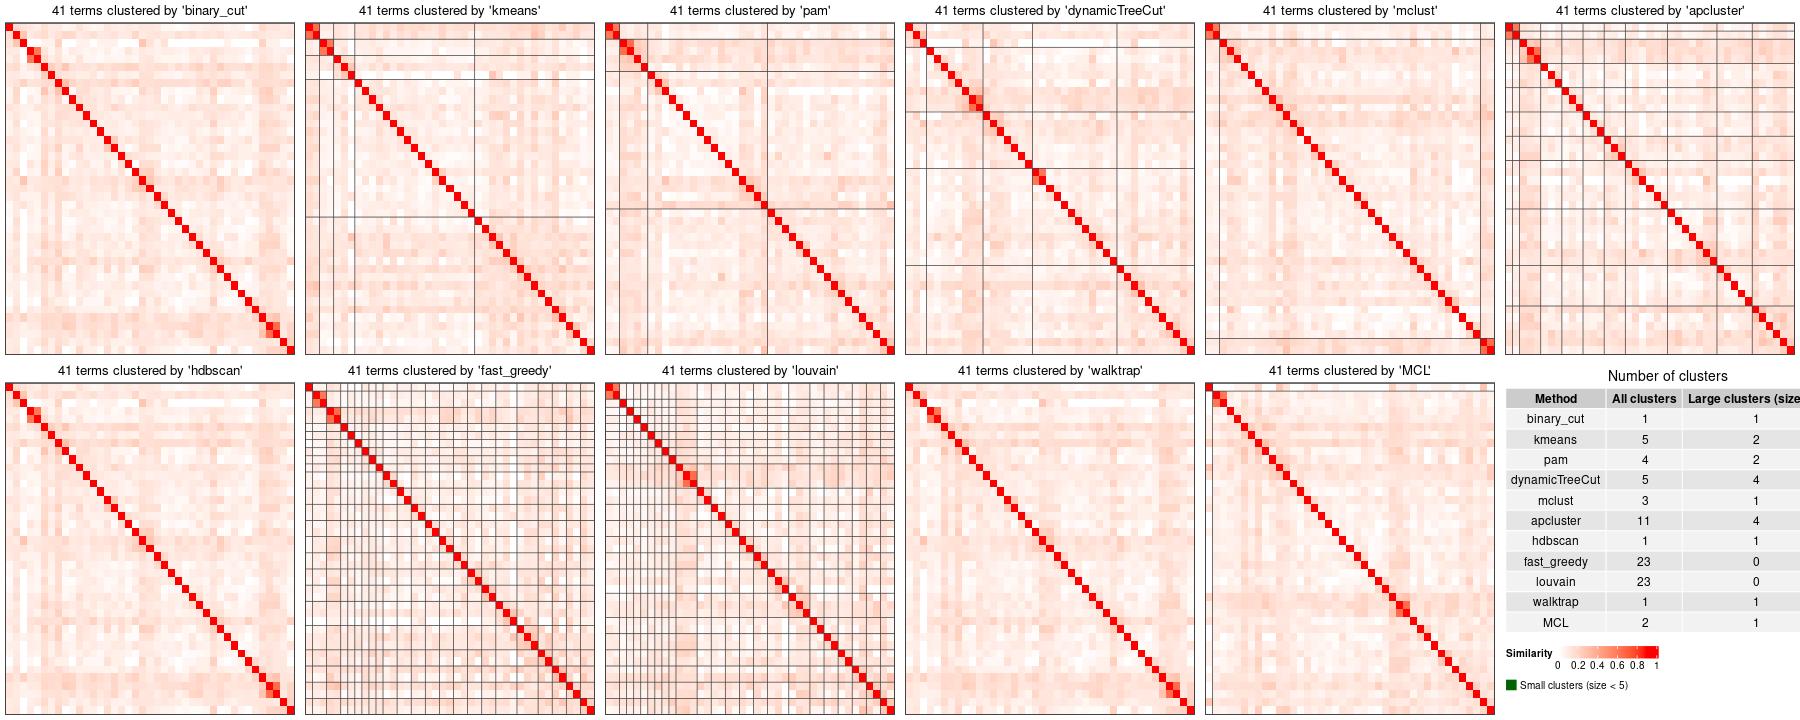 41 terms clustered by 'binary_cut'
41 terms clustered by 'kmeans'
41 terms clustered by 'pam'
41 terms clustered by 'dynamicTreeCut'
41 terms clustered by 'mclust'
41 terms clustered by 'apcluster'
41 terms clustered by 'hdbscan'
41 terms clustered by 'fast_greedy'
41 terms clustered by 'louvain'
41 terms clustered by 'walktrap'
41 terms clustered by 'MCL'
Number of clusters
Method All clusters Large clusters (size
binary_cut 1 1
kmeans 5 2
pam 4 2
dynamicTreeCut 5 4
mclust 3 1
apcluster 11 4
hdbscan 1 1
fast_greedy 23 0
louvain 23 0
walktrap 1 1
MCL 2 1
Similarity
0 0.2 0.4 0.6 0.8 1
Small clusters (size < 5)